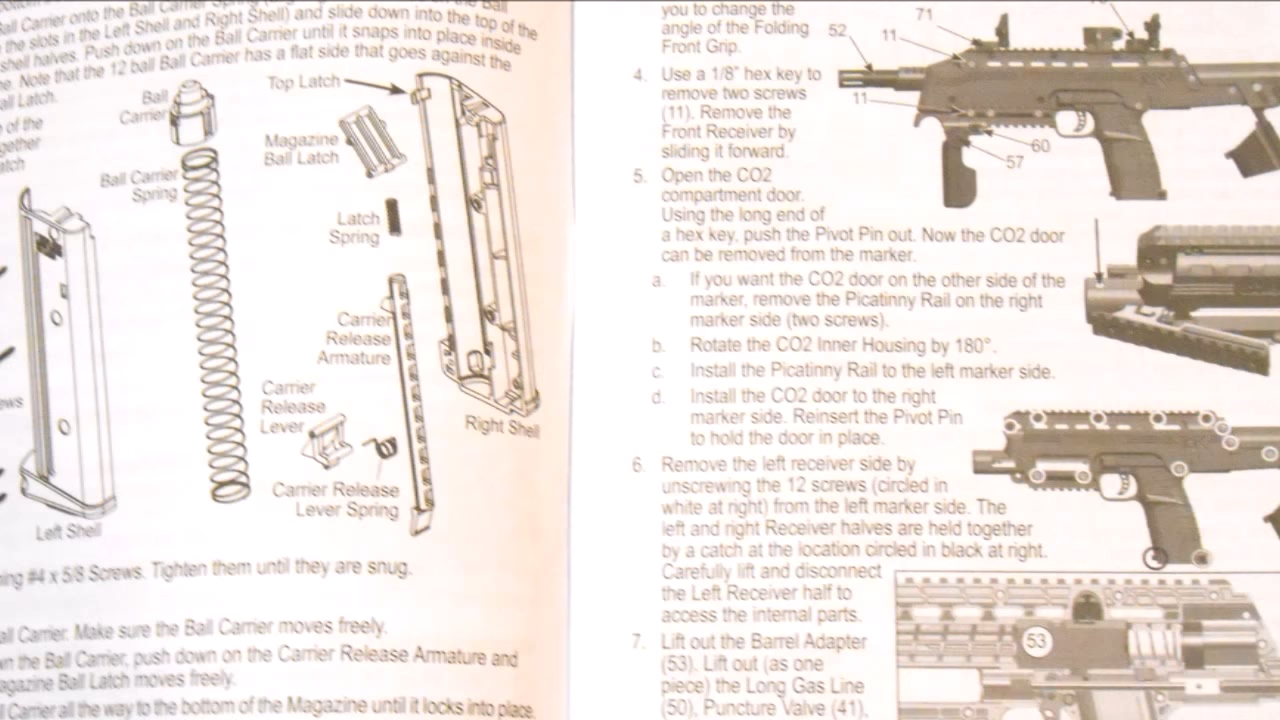 Ball Carrier onto the Ball Carrier
the slots in the Left Shell and Right Shell) and slide down into the top of the
shell halves. Push down on the Ball Carrier until it snaps into place inside
Note that the 12 ball Ball Carrier has a flat side that goes against the
Latch.
of the
Ball
Carrier
Top Latch
Magazine
Ball Latch
Ball Carrier
Spring
Latch
Spring
Carrier
Release
Armature
Carrier
Release
Lever
Carrier Release
Lever Spring
Right Shell
Left Shell
#4 x 5/8 Screws. Tighten them until they are snug.
Carrier. Make sure the Ball Carrier moves freely.
the Ball Carrier, push down on the Carrier Release Armature and
Magazine Ball Latch moves freely.
Carrier all the way to the bottom of the Magazine until it locks into place.
you to change the
angle of the Folding
Front Grip.
4. Use a 1/8" hex key to
remove two screws
(11). Remove the
Front Receiver by
sliding it forward.
71
52
11
11
60
57
5. Open the CO2
compartment door.
Using the long end of
a hex key, push the Pivot Pin out. Now the CO2 door
can be removed from the marker.
a. If you want the CO2 door on the other side of the
marker, remove the Picatinny Rail on the right
marker side (two screws).
b. Rotate the CO2 Inner Housing by 180°.
c. Install the Picatinny Rail to the left marker side.
d. Install the CO2 door to the right
marker side. Reinsert the Pivot Pin
to hold the door in place.
6. Remove the left receiver side by
unscrewing the 12 screws (circled in
white at right) from the left marker side. The
left and right Receiver halves are held together
by a catch at the location circled in black at right.
Carefully lift and disconnect
the Left Receiver half to
access the internal parts.
7. Lift out the Barrel Adapter
(53). Lift out (as one
piece) the Long Gas Line
(50), Puncture Valve (41),
53